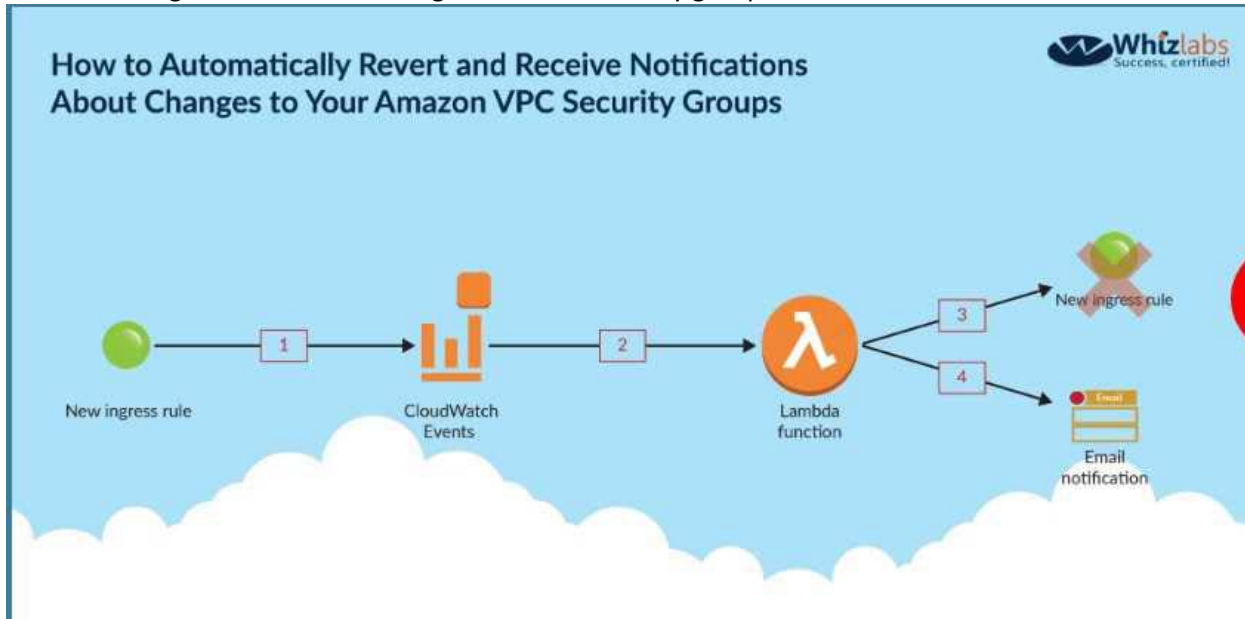 How to Automatically Revert and Receive Notifications
About Changes to Your Amazon VPC Security Groups
Whizlabs
Success, certified!
1
2
3
4
New ingress rule
CloudWatch
Events
Lambda
function
New ingress rule
Email
Email
notification